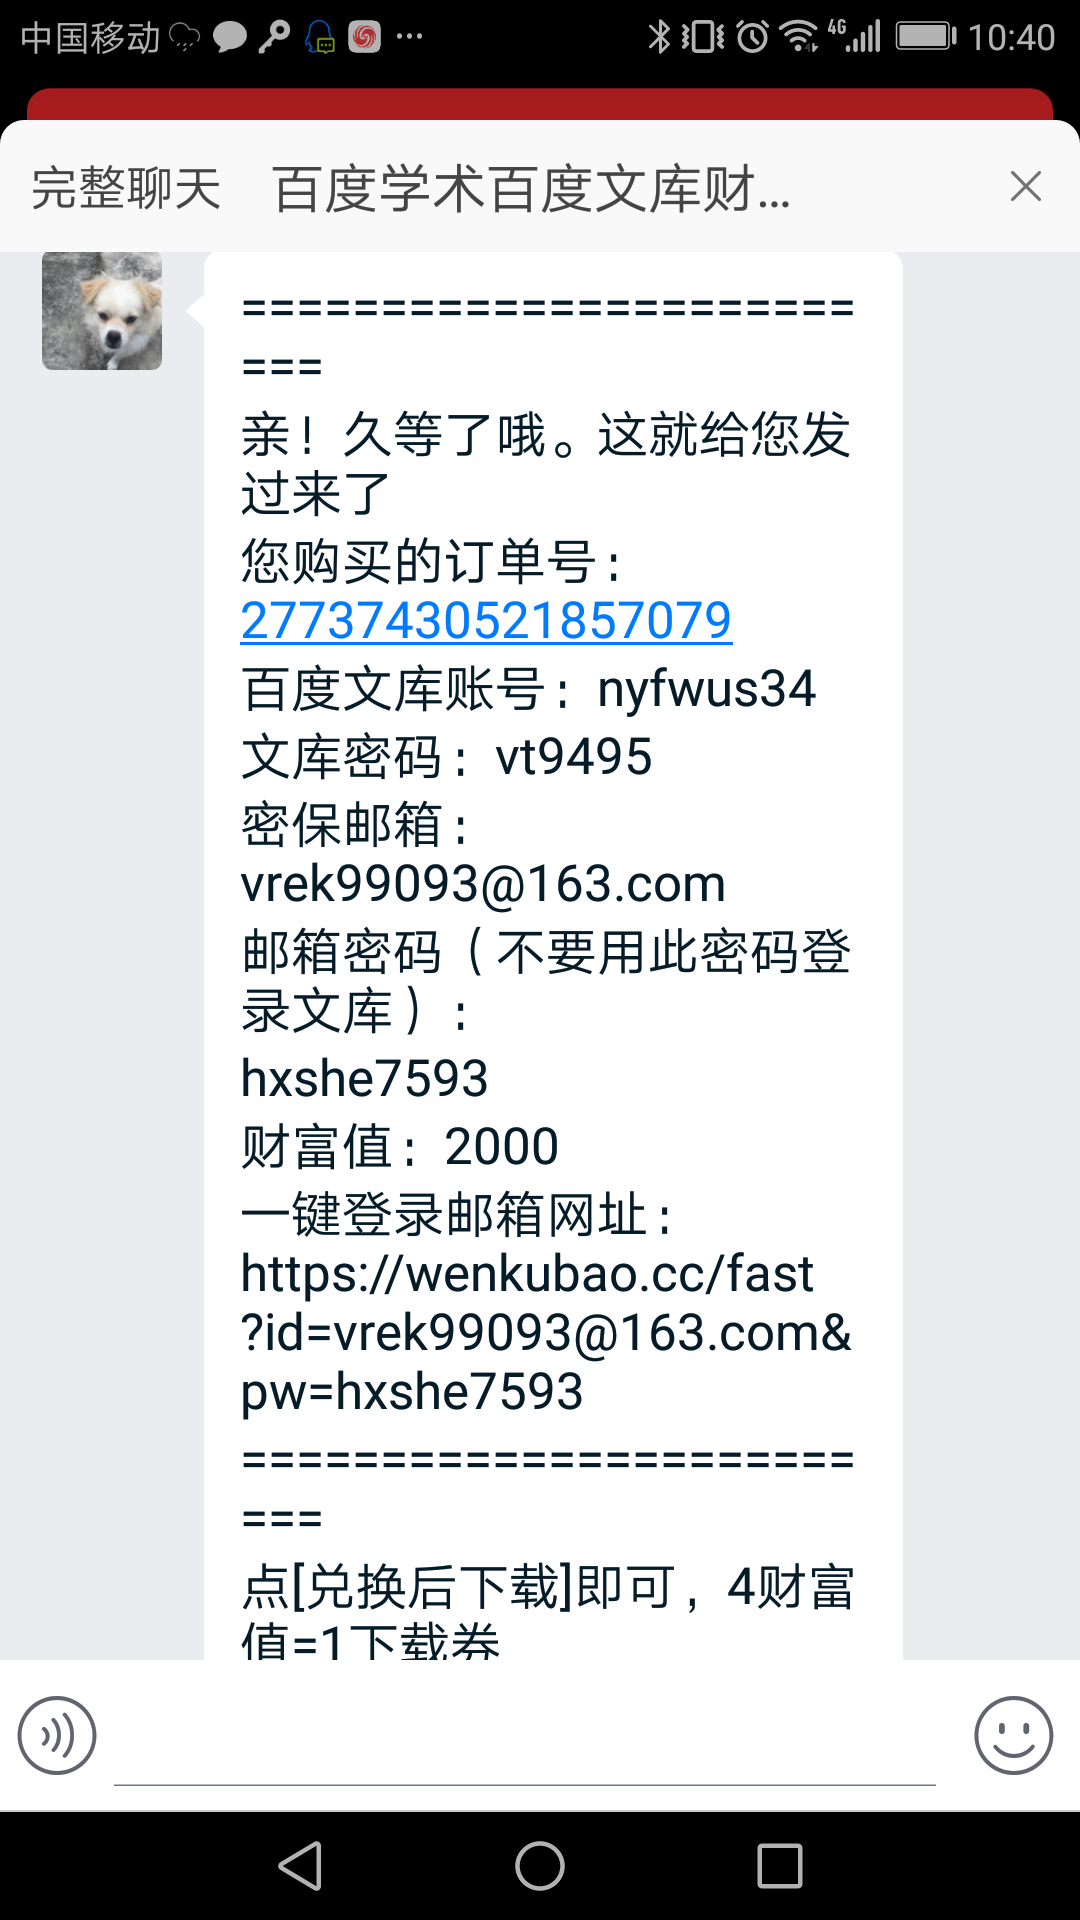 中国移动 4G 10:40
完整聊天 百度学术百度文库财...
======================
===
亲！久等了哦。这就给您发
过来了
您购买的订单号：
27737430521857079
百度文库账号：nyfwus34
文库密码：vt9495
密保邮箱：
vrek99093@163.com
邮箱密码（不要用此密码登
录文库）：
hxshe7593
财富值：2000
一键登录邮箱网址：
https://wenkubao.cc/fast
?id=vrek99093@163.com&
pw=hxshe7593
======================
===
点[兑换后下载]即可，4财富
值=1下载券